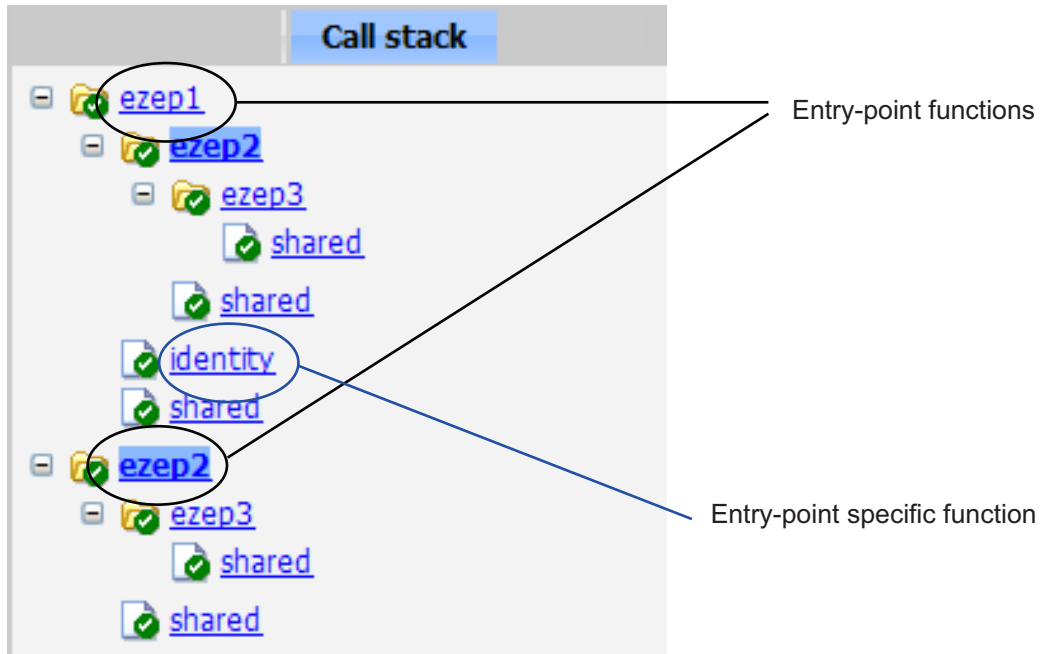 Call stack
ezep1
Entry-point functions
ezep2
ezep3
shared
shared
identity
shared
ezep2
ezep3
Entry-point specific function
shared
shared